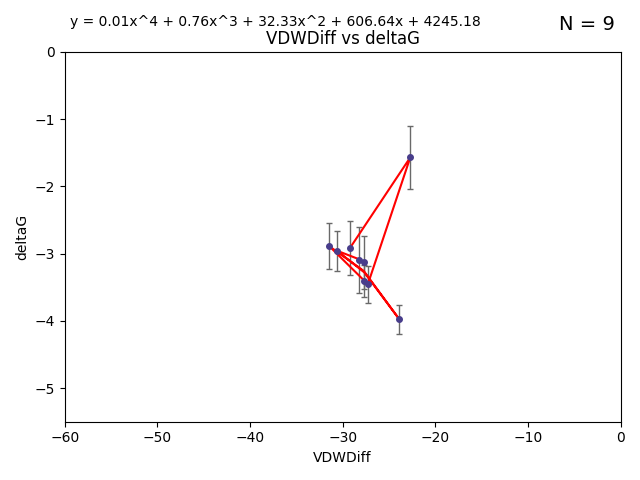 y = 0.01x^4 + 0.76x^3 + 32.33x^2 + 606.64x + 4245.18
N = 9
VDWDiff vs deltaG
0
−1
−2
−3
−4
−5
deltaG
−60 −50 −40 −30 −20 −10 0
VDWDiff